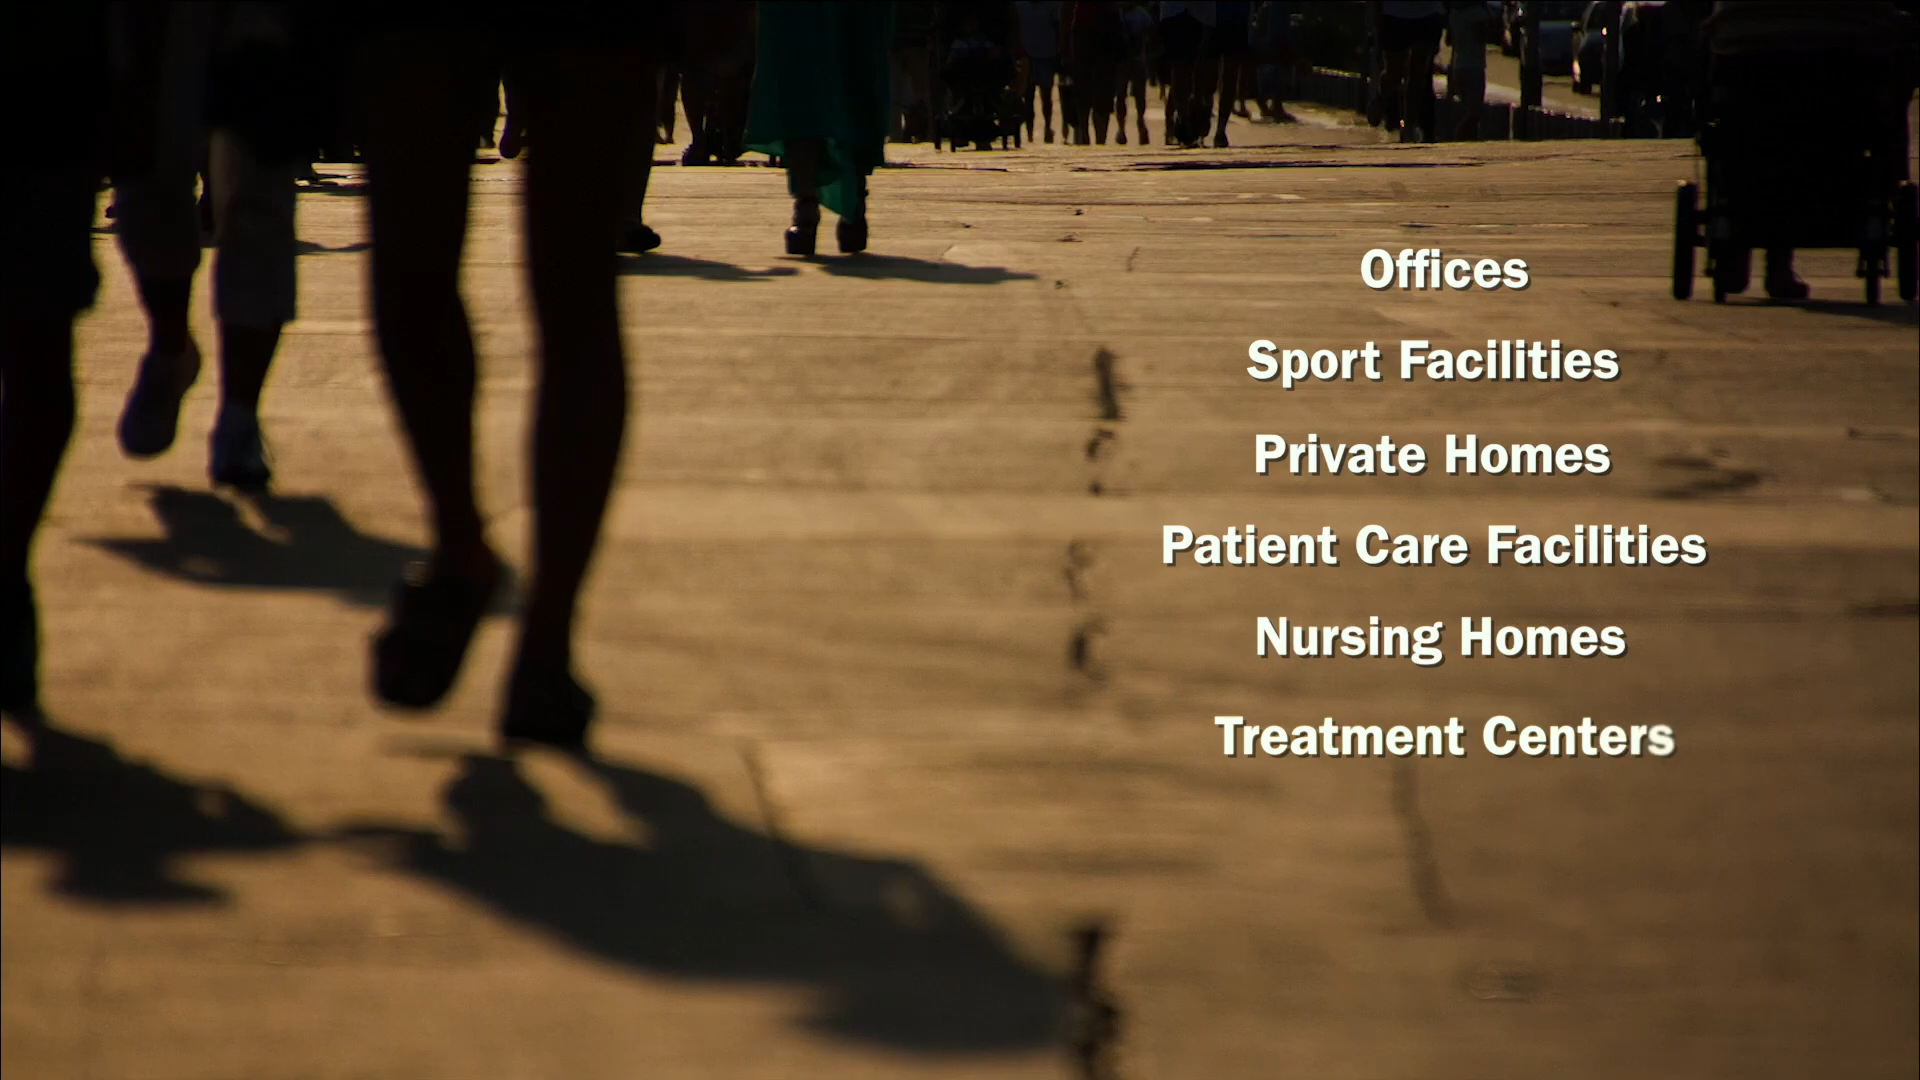 Offices
Sport Facilities
Private Homes
Patient Care Facilities
Nursing Homes
Treatment Centers